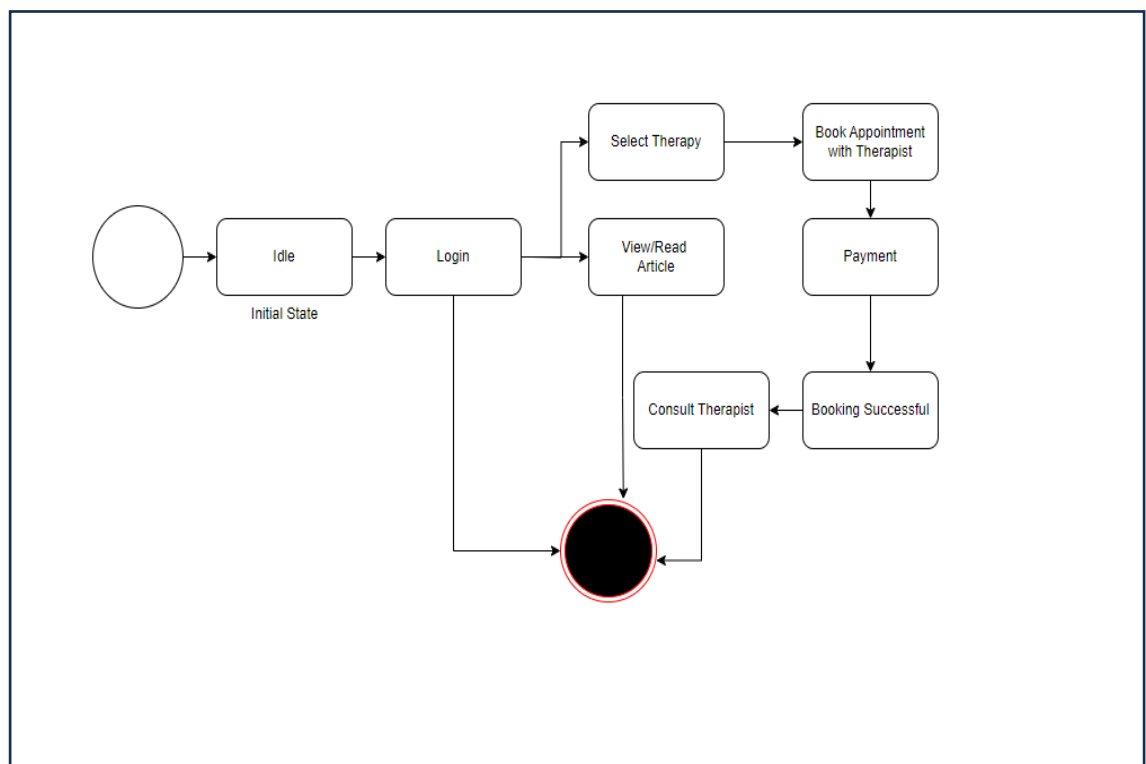 Select Therapy
Book Appointment
with Therapist
Idle
Login
View/Read
Article
Payment
Initial State
Consult Therapist
Booking Successful